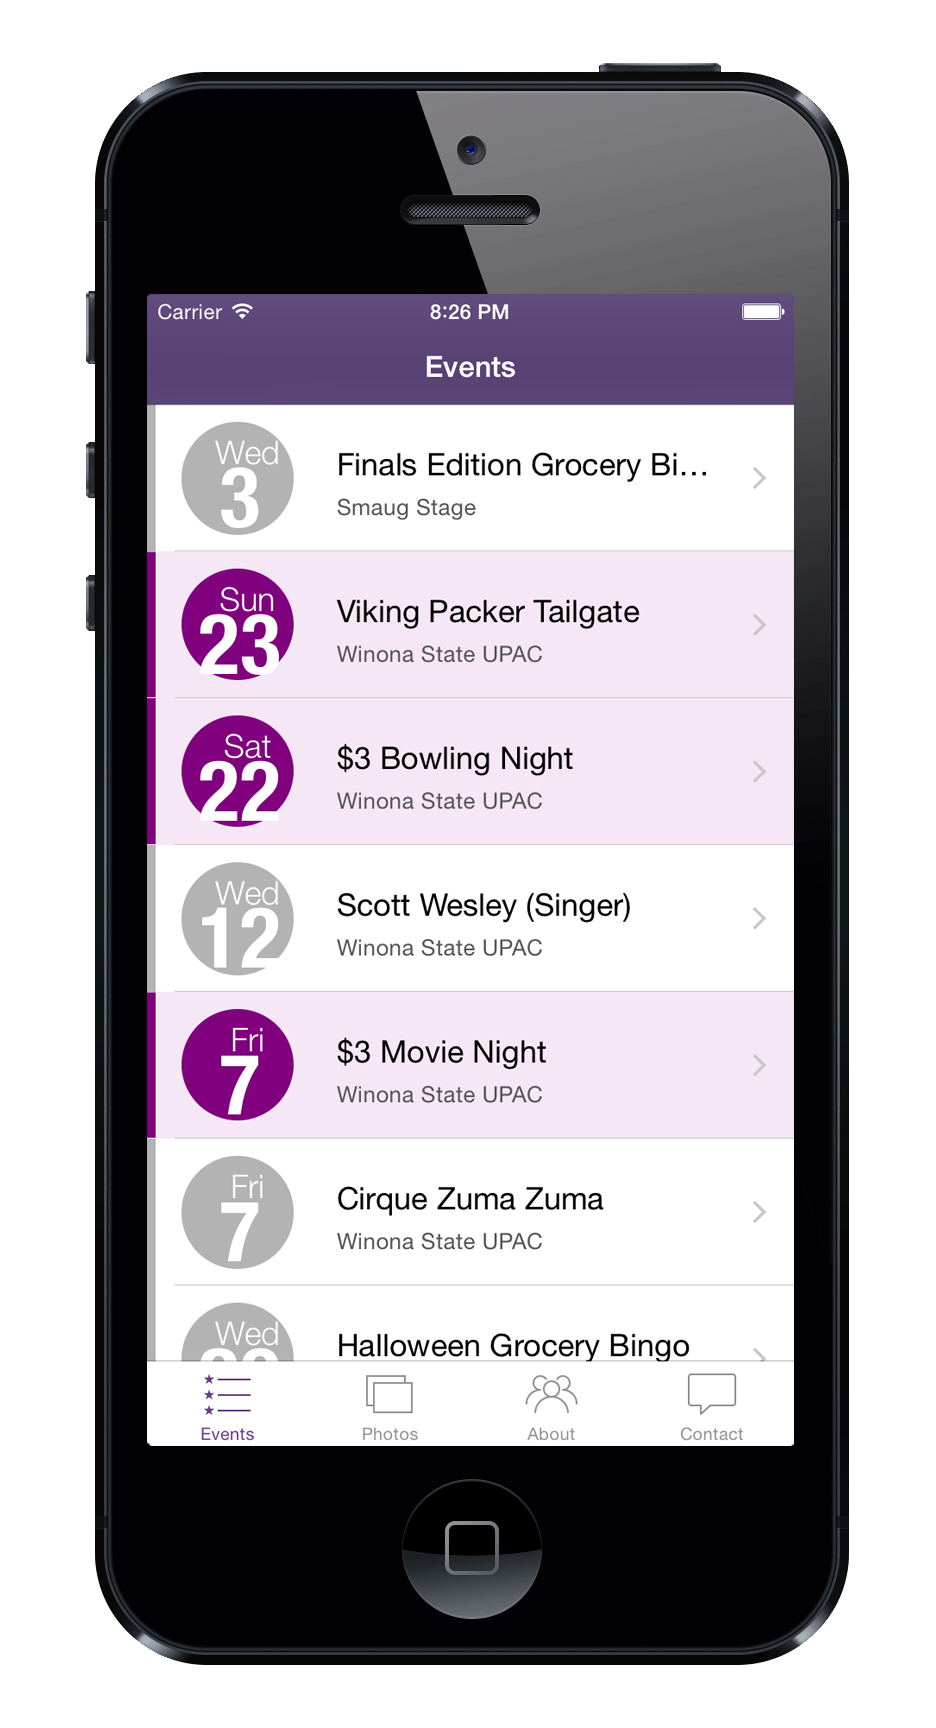 Carrier 8:26 PM
Events
Wed
3
Finals Edition Grocery Bi...
Smaug Stage
Sun
23
Viking Packer Tailgate
Winona State UPAC
Sat
22
$3 Bowling Night
Winona State UPAC
Wed
12
Scott Wesley (Singer)
Winona State UPAC
Fri
7
$3 Movie Night
Winona State UPAC
Fri
7
Cirque Zuma Zuma
Winona State UPAC
Wed
Halloween Grocery Bingo
Events Photos About Contact